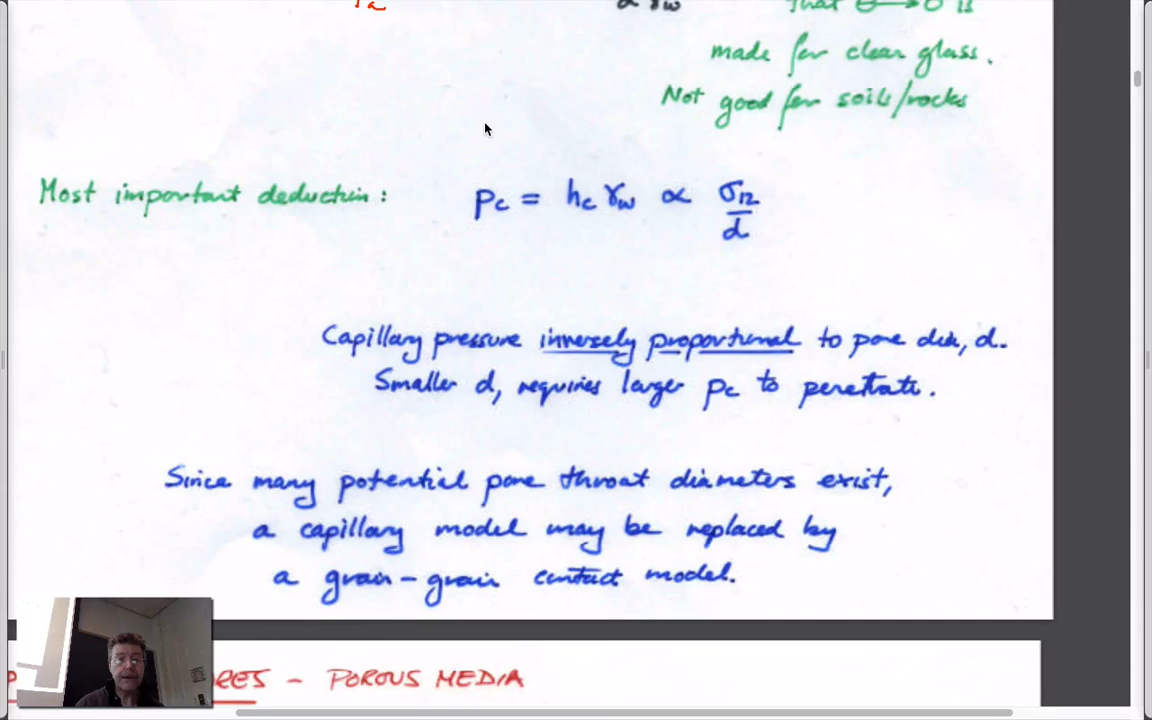 made for clear glass.
Not good for soils/rocks
Most important deduction: pc = hc γw ∝ σ12/d
Capillary pressure inversely proportional to pore dia, d.
Smaller d, requires larger pc to penetrate.
Since many potential pore throat diameters exist,
a capillary model may be replaced by
a grain-grain contact model.
- POROUS MEDIA